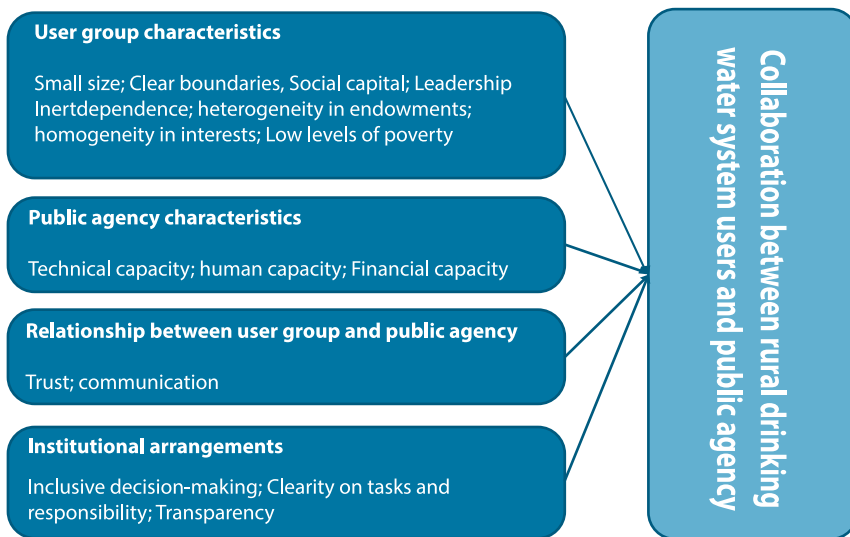 User group characteristics
Small size; Clear boundaries, Social capital; Leadership
Inertdependence; heterogeneity in endowments;
homogeneity in interests; Low levels of poverty
Public agency characteristics
Technical capacity; human capacity; Financial capacity
Relationship between user group and public agency
Trust; communication
Institutional arrangements
Inclusive decision-making; Clearity on tasks and
responsibility; Transparency
Collaboration between rural drinking
water system users and public agency